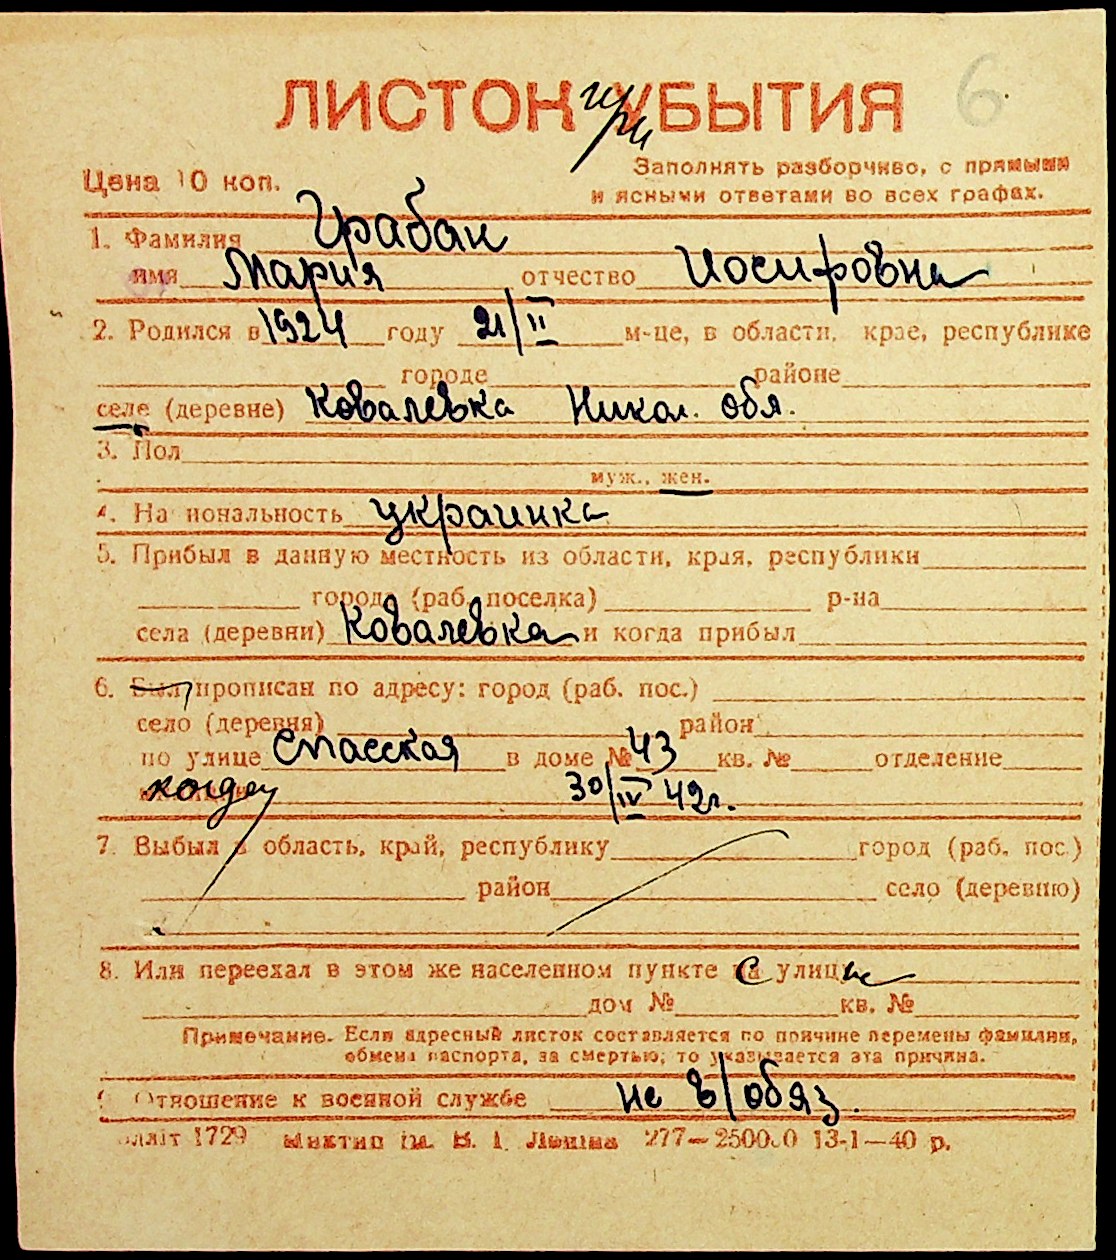 ЛИСТОК УБЫТИЯ
при
6
Заполнять разборчиво, с прямыми
Цена 10 коп.
и ясными ответами во всех графах.
1. Фамилия Грабан
имя Мария отчество Иосифовна
2. Родился в 1924 году 21/II м-це, в области, крае, республике
городе районе
селе (деревне) Ковалевка Никол. обл.
3. Пол
муж., жен.
4. На иональность украинка
5. Прибыл в данную местность из области, края, республики
города (раб. поселка) р-на
села (деревни) Ковалевка и когда прибыл
6. Был прописан по адресу: город (раб. пос.)
село (деревня) район
по улице Спасская в доме № 43 кв. № отделение
когда 30/IV 42г.
7. Выбыл в область, край, республику город (раб. пос.)
район село (деревню)
8. Или переехал в этом же населенном пункте с улицы
дом № кв. №
Примечание. Если адресный листок составляется по причине перемены фамилии,
обмена паспорта, за смертью, то указывается эта причина.
Отношение к военной службе не в/обяз.
1729 277—25000 13-1—40 р.